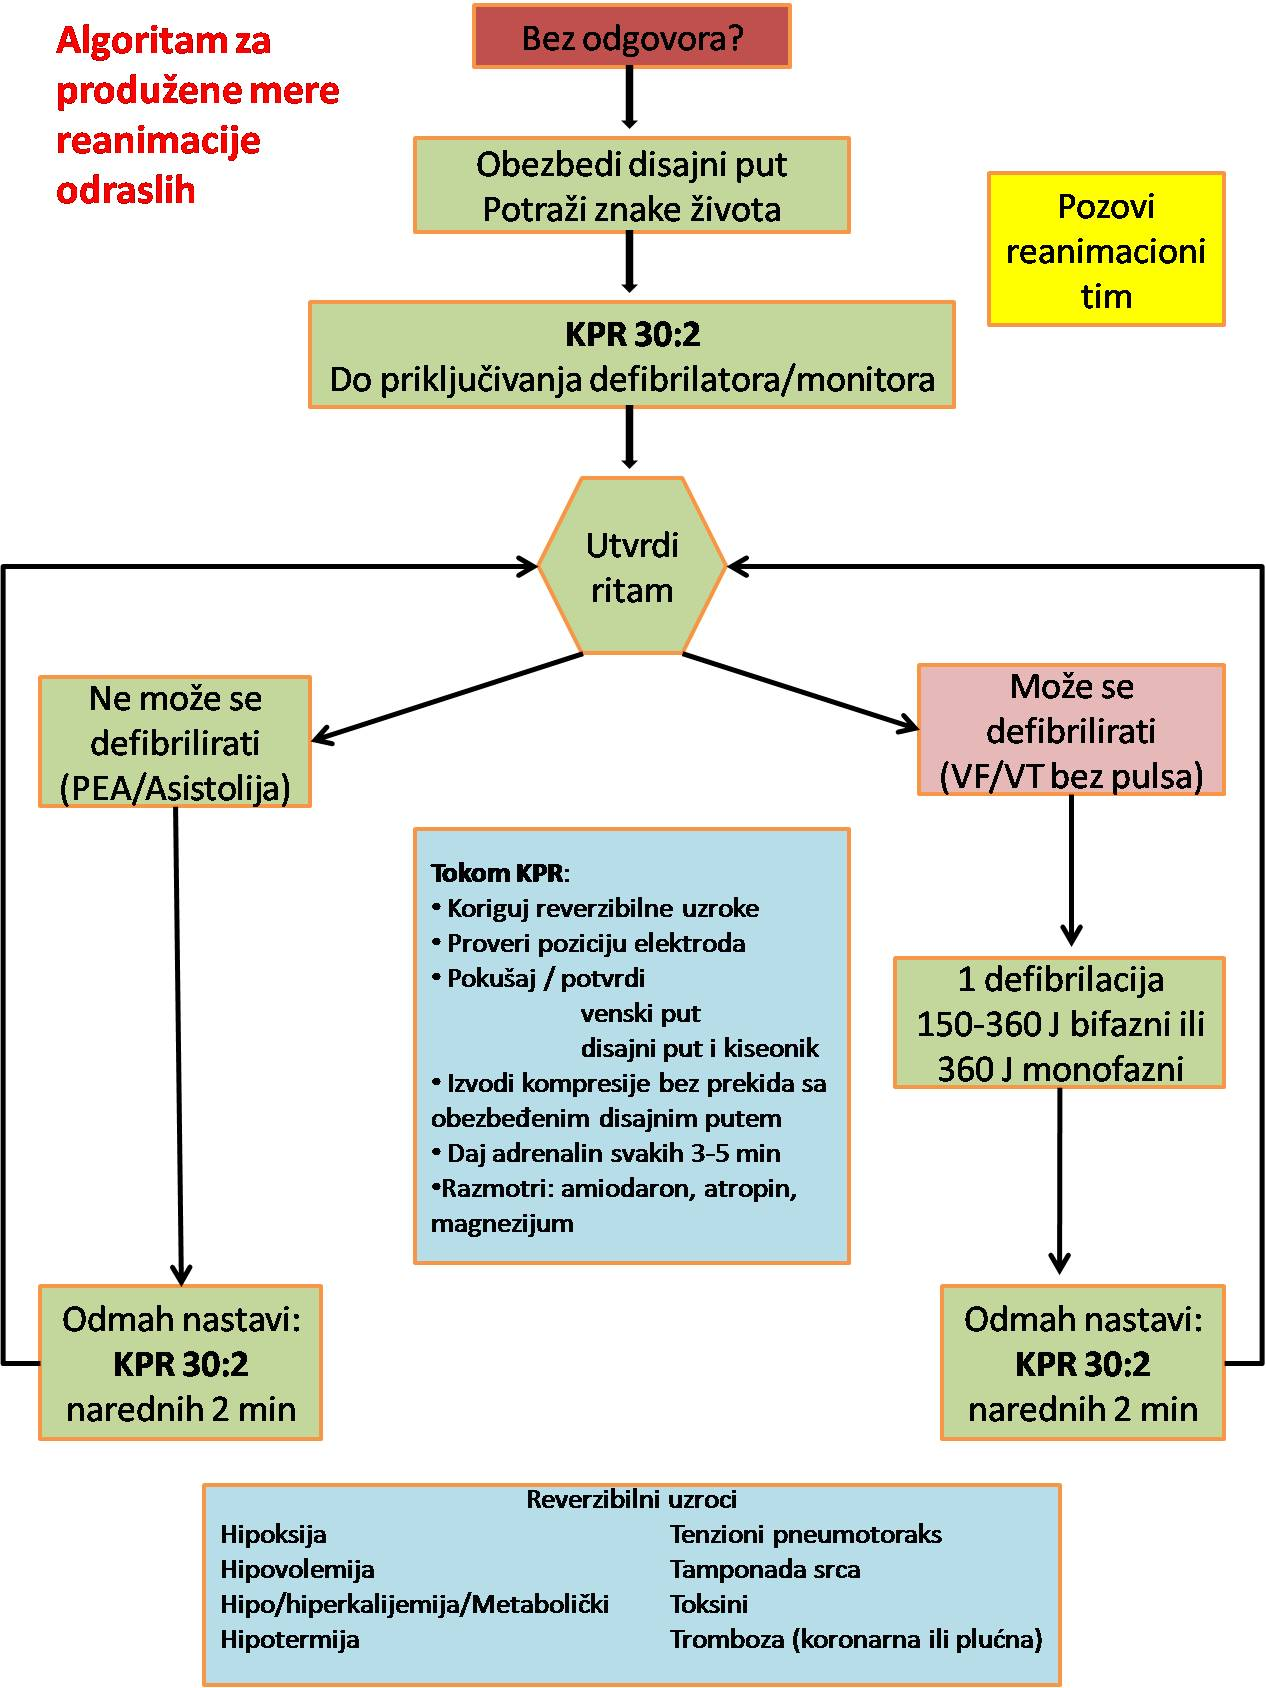 Algoritam za
produžene mere
reanimacije
odraslih
Bez odgovora?
Obezbedi disajni put
Potraži znake života
Pozovi
reanimacioni
tim
KPR 30:2
Do priključivanja defibrilatora/monitora
Utvrdi
ritam
Ne može se
defibrilirati
(PEA/Asistolija)
Može se
defibrilirati
(VF/VT bez pulsa)
Tokom KPR:
• Koriguj reverzibilne uzroke
• Proveri poziciju elektroda
• Pokušaj / potvrdi
venski put
disajni put i kiseonik
• Izvodi kompresije bez prekida sa
obezbeđenim disajnim putem
• Daj adrenalin svakih 3-5 min
•Razmotri: amiodaron, atropin,
magnezijum
1 defibrilacija
150-360 J bifazni ili
360 J monofazni
Odmah nastavi:
KPR 30:2
narednih 2 min
Odmah nastavi:
KPR 30:2
narednih 2 min
Reverzibilni uzroci
Hipoksija
Hipovolemija
Hipo/hiperkalijemija/Metabolički
Hipotermija
Tenzioni pneumotoraks
Tamponada srca
Toksini
Tromboza (koronarna ili plućna)